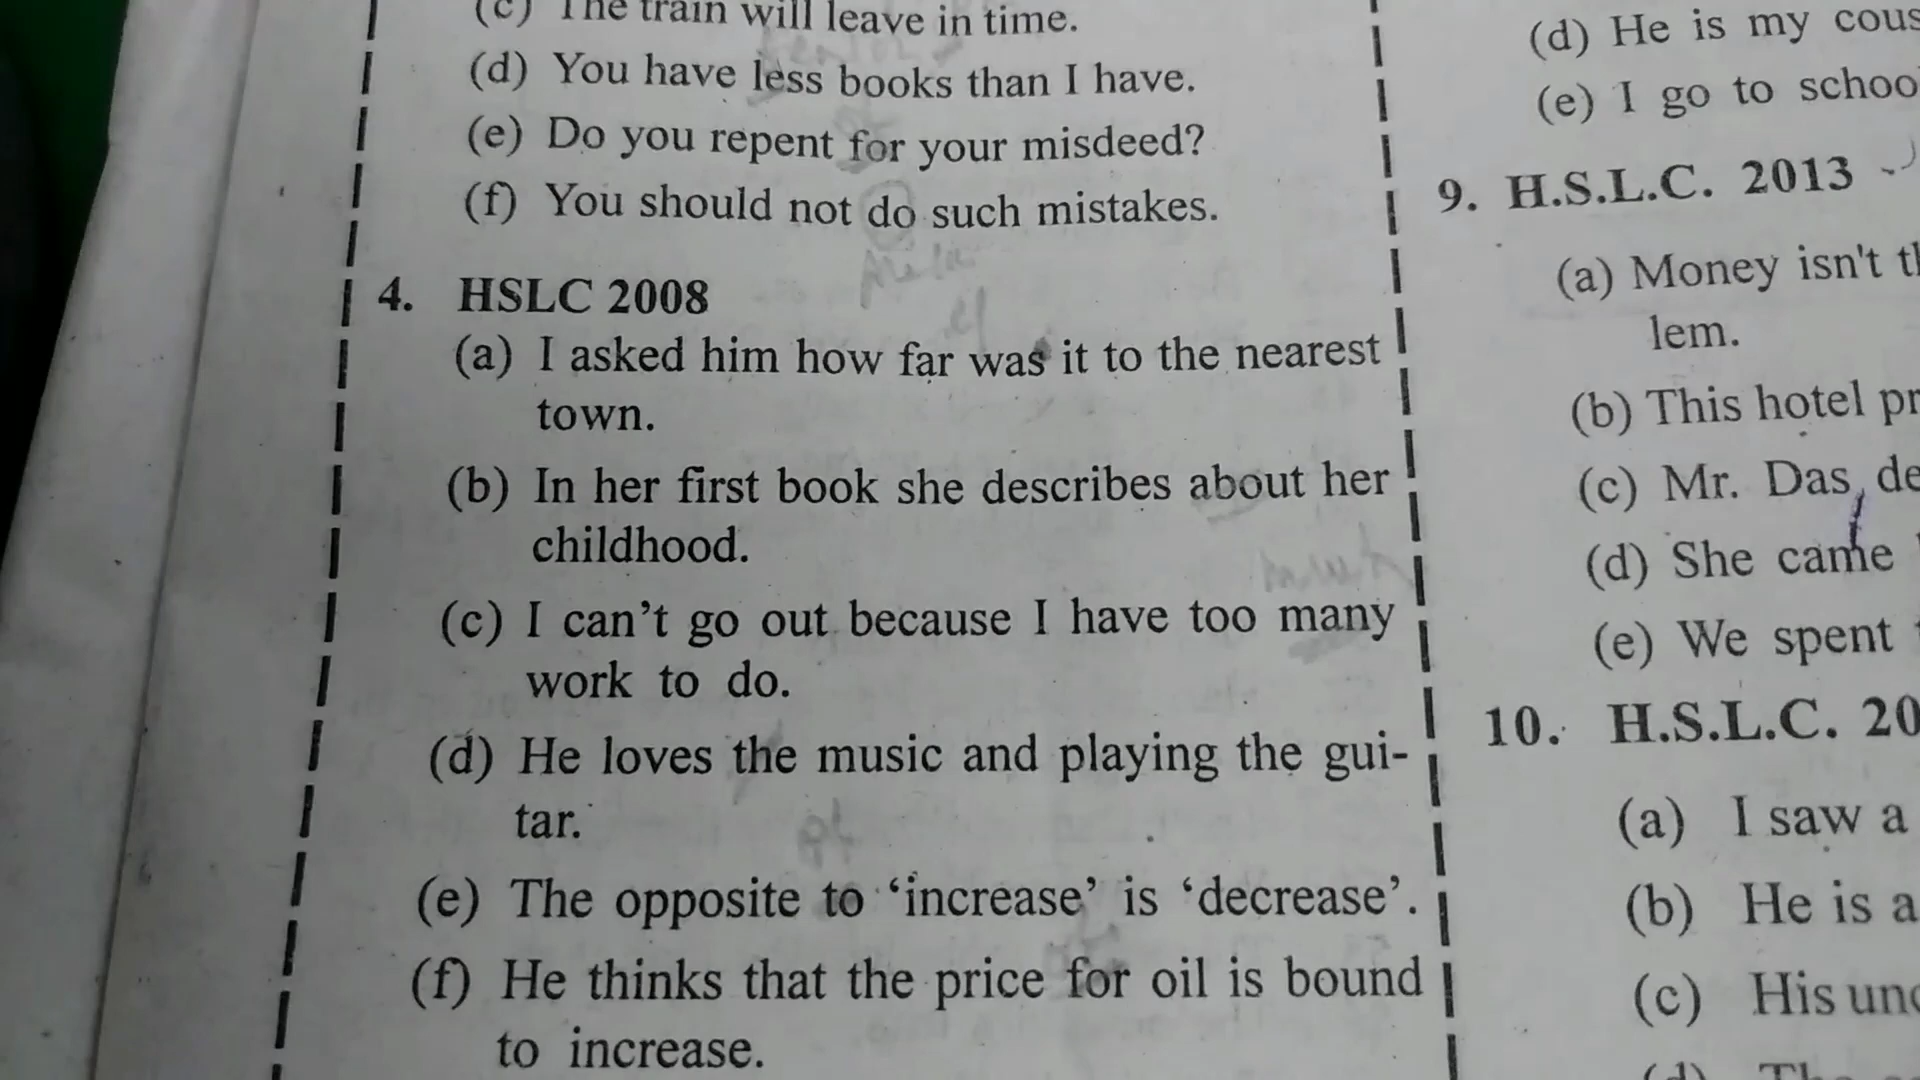 (c) The train will leave in time.
(d) You have less books than I have.
(e) Do you repent for your misdeed?
(f) You should not do such mistakes.
4. HSLC 2008
(a) I asked him how far was it to the nearest
town.
(b) In her first book she describes about her
childhood.
(c) I can't go out because I have too many
work to do.
(d) He loves the music and playing the gui-
tar.
(e) The opposite to ‘increase’ is ‘decrease’.
(f) He thinks that the price for oil is bound
to increase.
(d) He is my
(e) I go to
9. H.S.L.C. 2013
(a) Money isn't
lem.
(b) This hotel
(c) Mr. Das
(d) She came
(e) We spent
10. H.S.L.C.
(a) I saw a
(b) He is a
(c) His